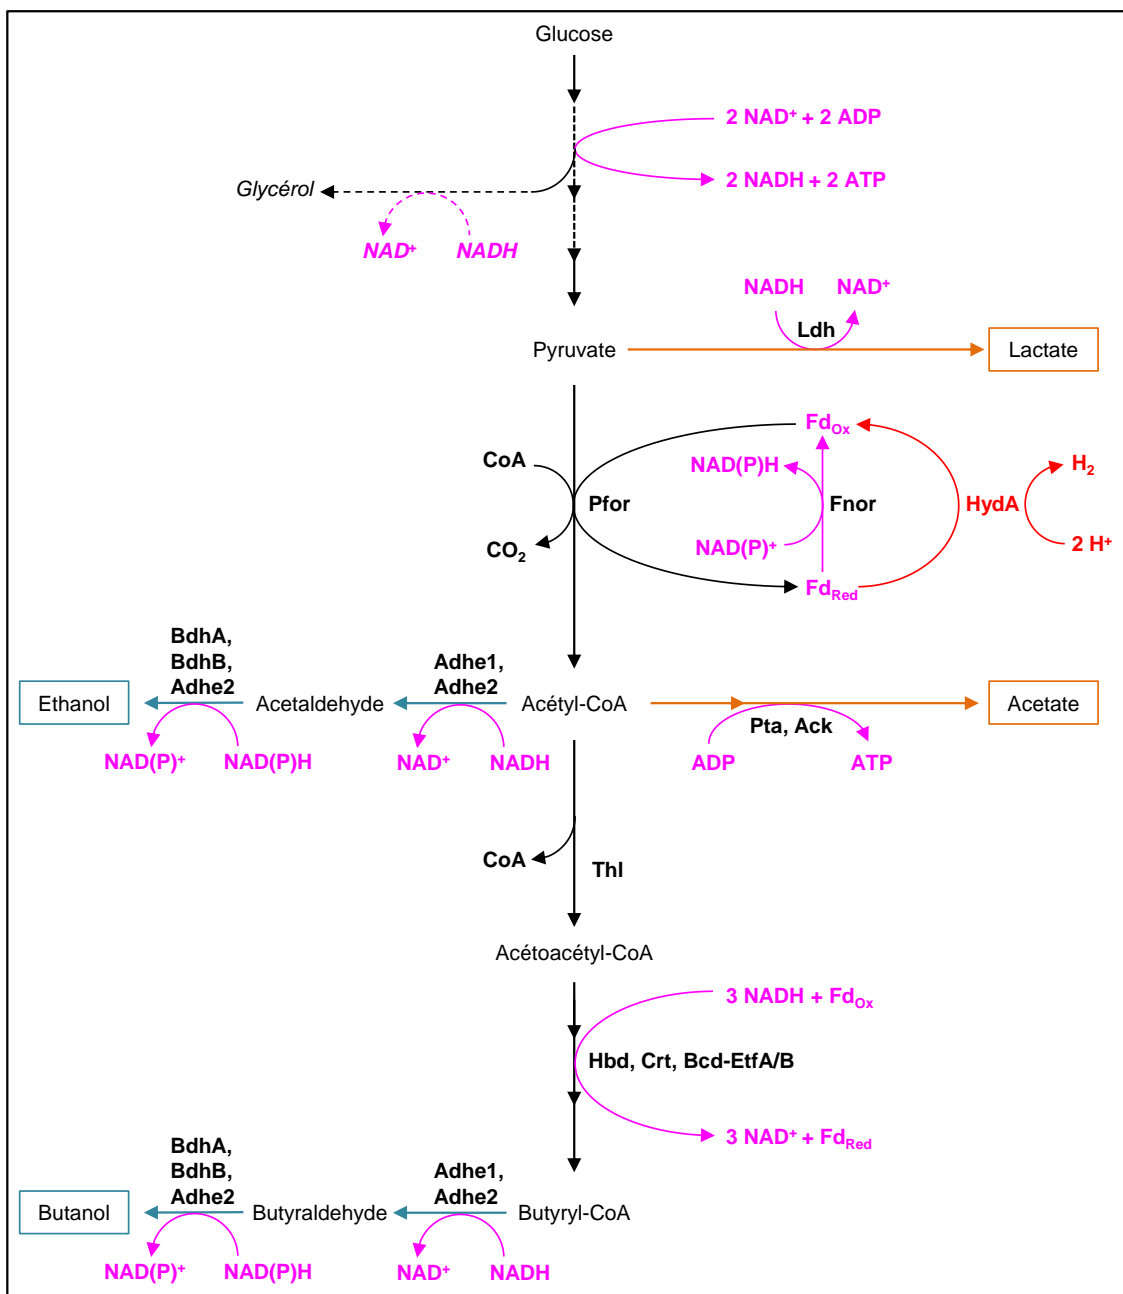 Glucose
2 NAD⁺ + 2 ADP
Glycérol
2 NADH + 2 ATP
NAD⁺ NADH
NADH NAD⁺
Ldh
Pyruvate
Lactate
Fd_Ox
CoA
NAD(P)H
H₂
Pfor
Fnor
HydA
CO₂
NAD(P)⁺
2 H⁺
Fd_Red
BdhA,
BdhB,
Adhe2
Adhe1,
Adhe2
Ethanol
Acetaldehyde
Acétyl-CoA
Acetate
Pta, Ack
NAD(P)⁺ NAD(P)H
NAD⁺ NADH
ADP ATP
CoA
Thl
Acétoacétyl-CoA
3 NADH + Fd_Ox
Hbd, Crt, Bcd-EtfA/B
3 NAD⁺ + Fd_Red
BdhA,
BdhB,
Adhe2
Adhe1,
Adhe2
Butanol
Butyraldehyde
Butyryl-CoA
NAD(P)⁺ NAD(P)H
NAD⁺ NADH